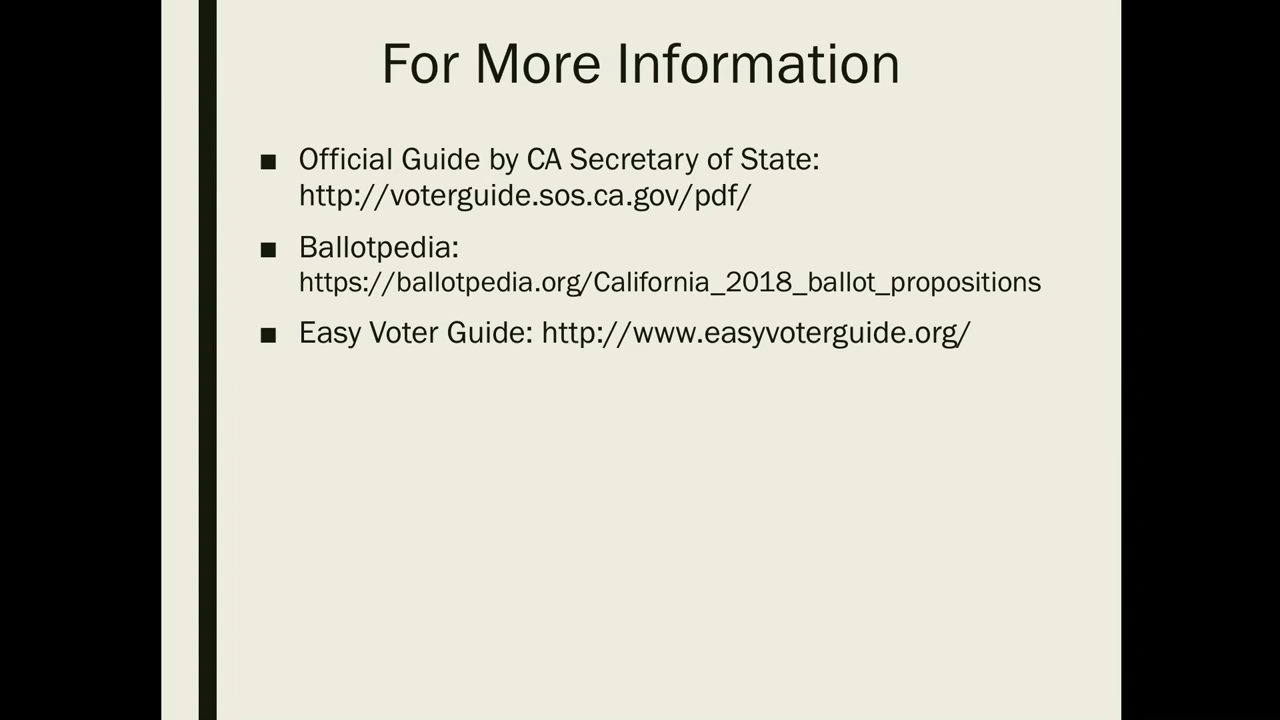 For More Information
■ Official Guide by CA Secretary of State:
http://voterguide.sos.ca.gov/pdf/
■ Ballotpedia:
https://ballotpedia.org/California_2018_ballot_propositions
■ Easy Voter Guide: http://www.easyvoterguide.org/